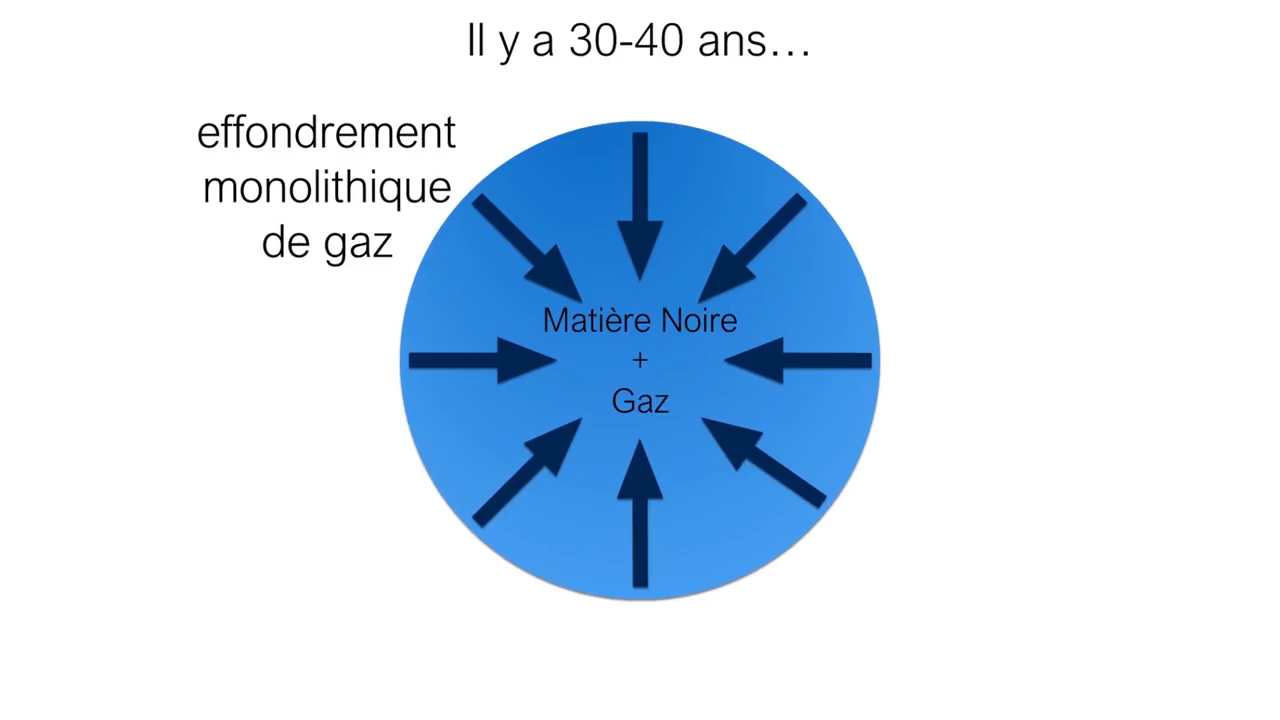 Il y a 30-40 ans…
effondrement
monolithique
de gaz
Matière Noire
+
Gaz